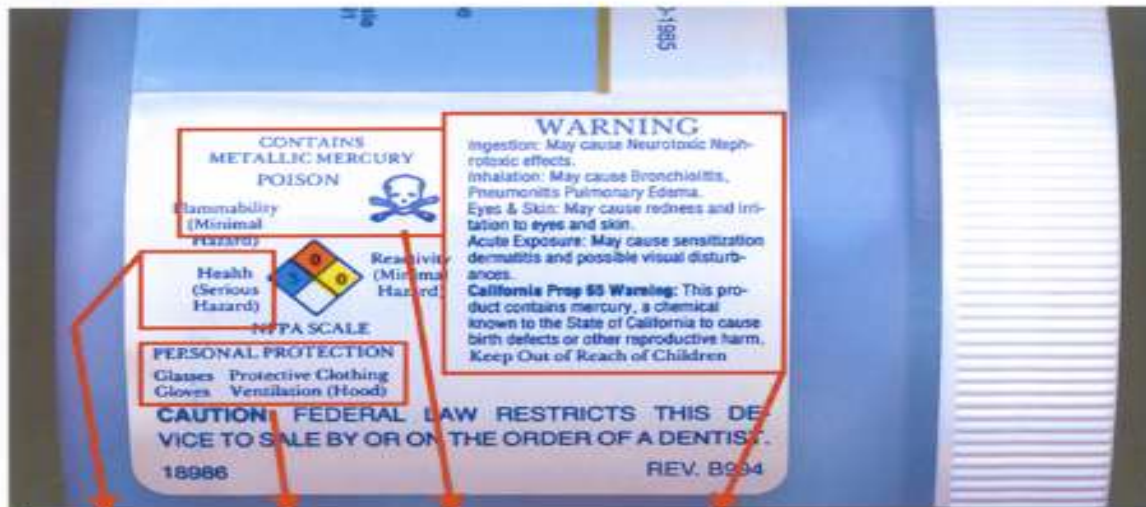 -1985
CONTAINS
METALLIC MERCURY
POISON
Flammability
(Minimal
Hazard)
Health
(Serious
Hazard)
3
0
0
Reactivity
(Minimal
Hazard)
NFPA SCALE
PERSONAL PROTECTION
Glasses Protective Clothing
Gloves Ventilation (Hood)
WARNING
Ingestion: May cause Neurotoxic Neph-
rotoxic effects.
Inhalation: May cause Bronchiolitis,
Pneumonitis Pulmonary Edema.
Eyes & Skin: May cause redness and irri-
tation to eyes and skin.
Acute Exposure: May cause sensitization
dermatitis and possible visual disturb-
ances.
California Prop 65 Warning: This pro-
duct contains mercury, a chemical
known to the State of California to cause
birth defects or other reproductive harm.
Keep Out of Reach of Children
CAUTION: FEDERAL LAW RESTRICTS THIS DE-
VICE TO SALE BY OR ON THE ORDER OF A DENTIST.
18986
REV. B294